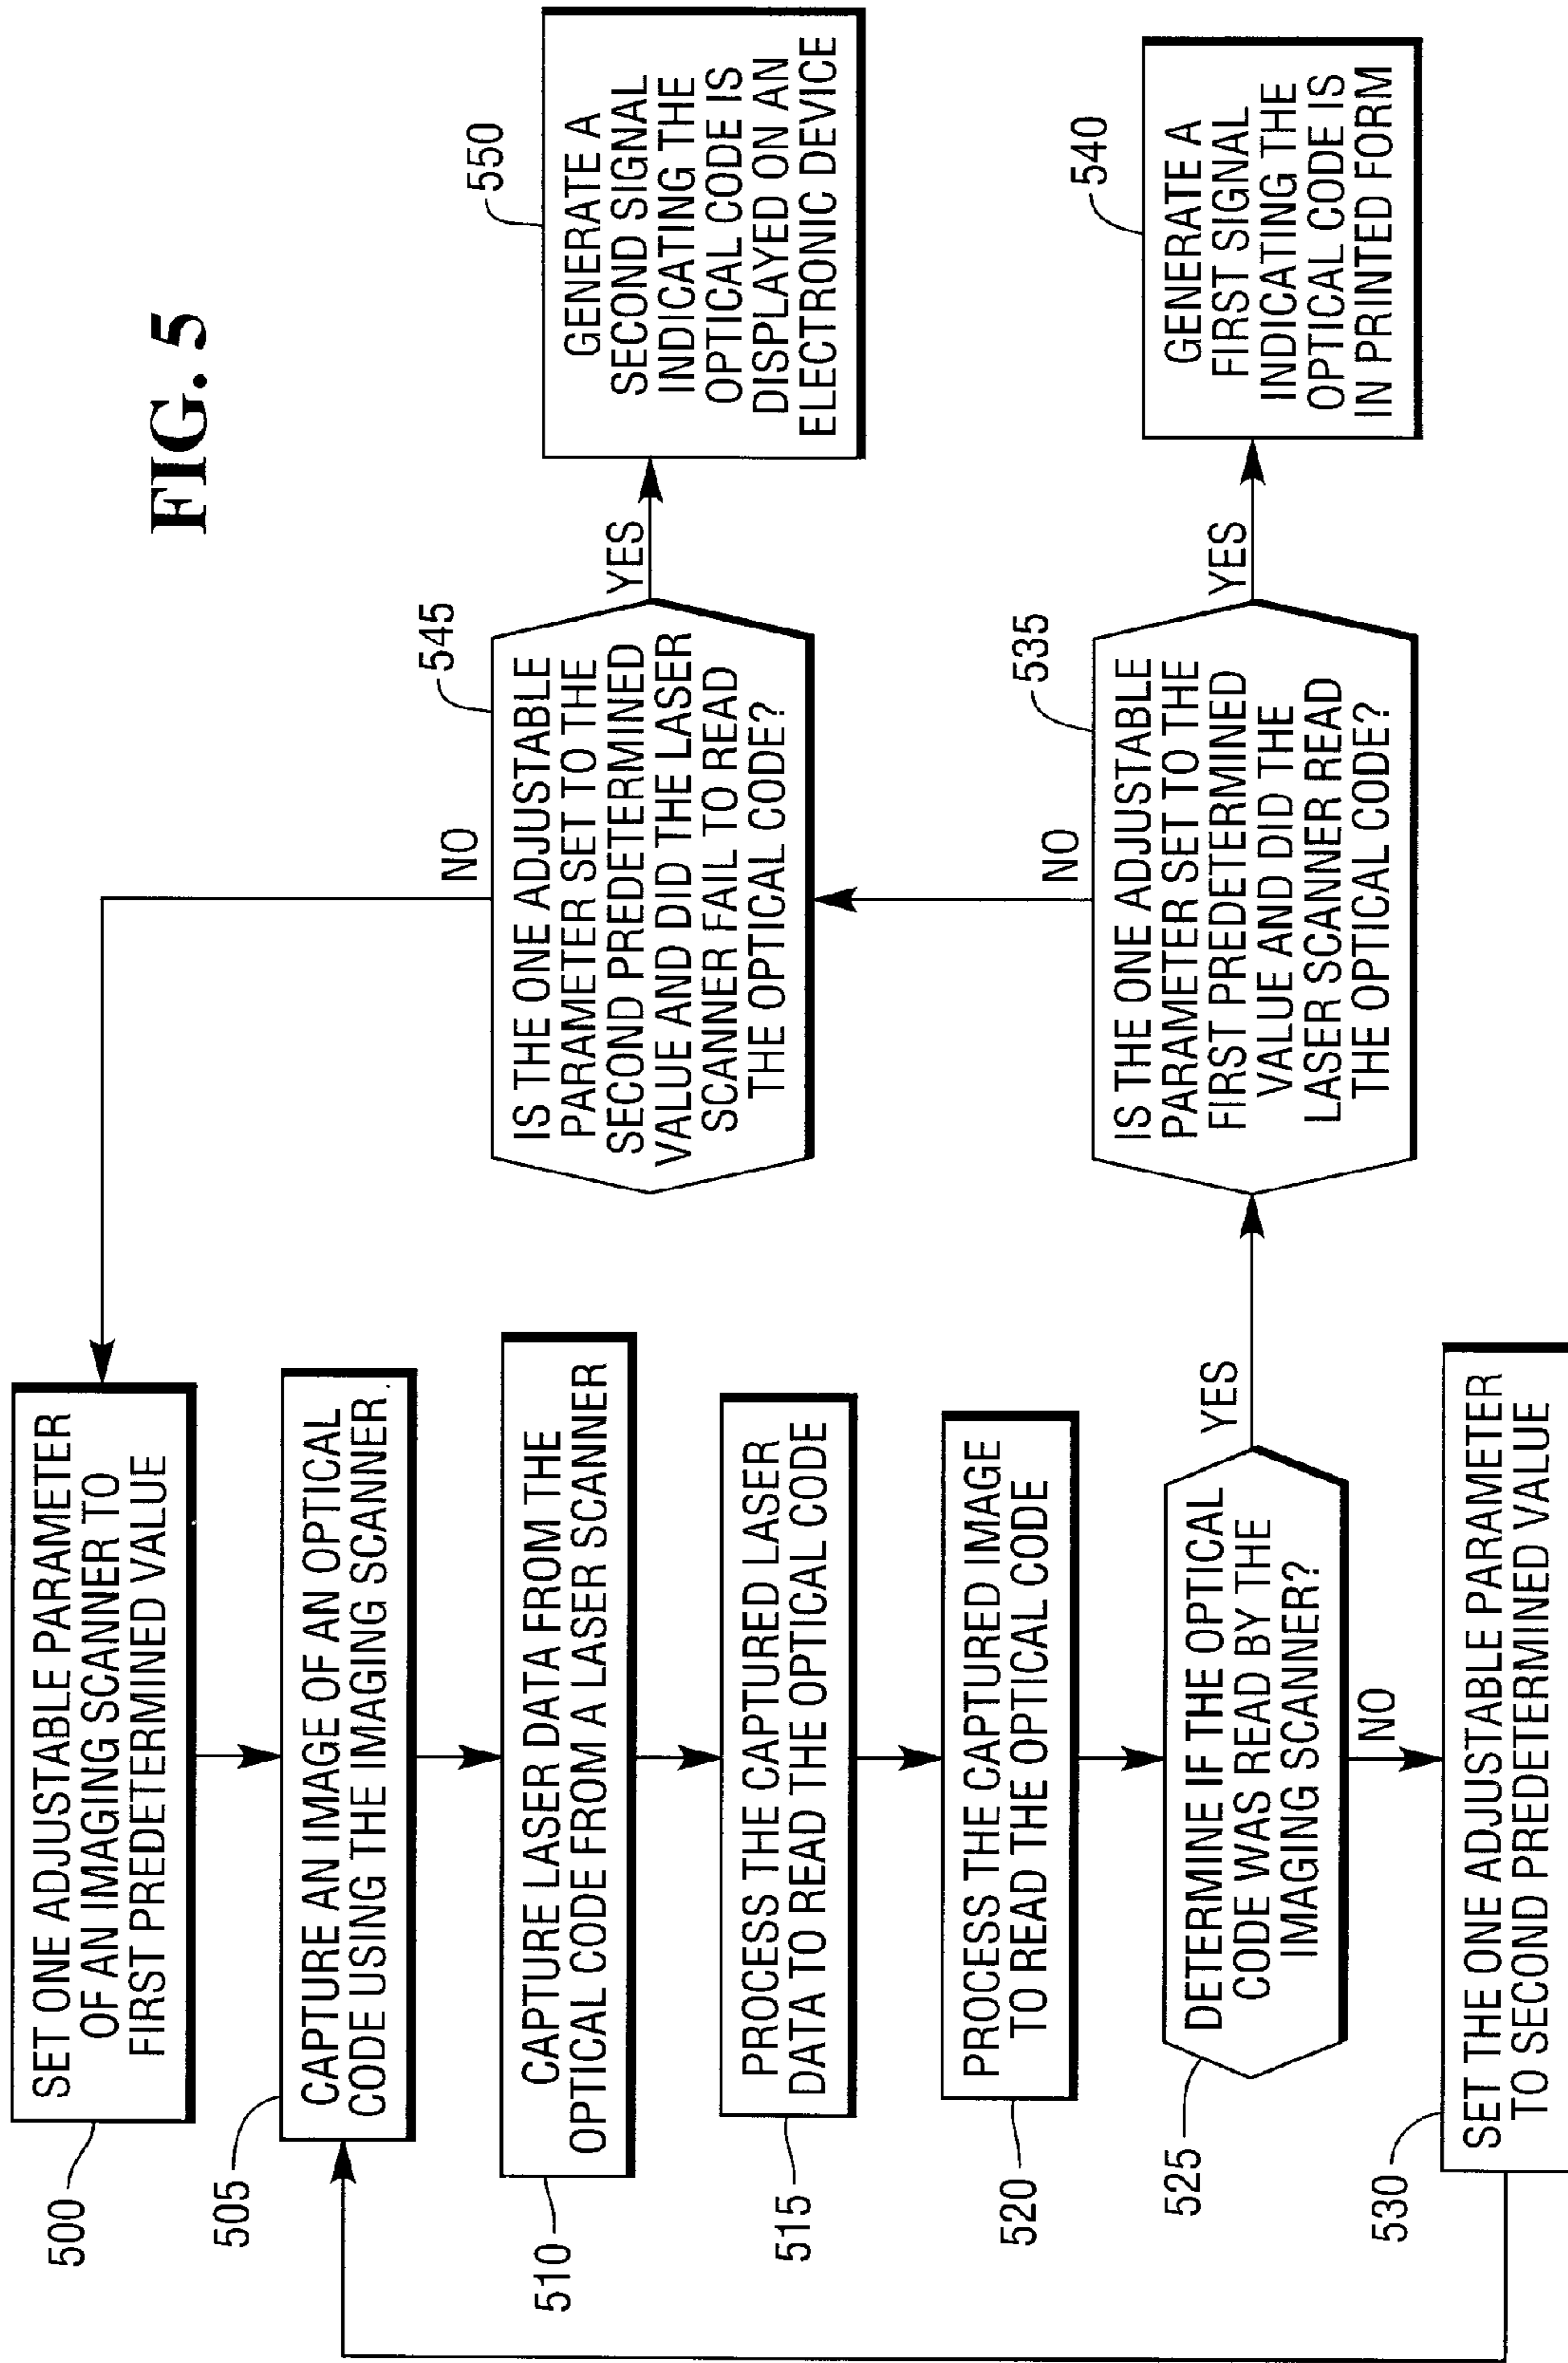 FIG. 5
500
SET ONE ADJUSTABLE PARAMETER
OF AN IMAGING SCANNER TO
FIRST PREDETERMINED VALUE
505
CAPTURE AN IMAGE OF AN OPTICAL
CODE USING THE IMAGING SCANNER
510
CAPTURE LASER DATA FROM THE
OPTICAL CODE FROM A LASER SCANNER
515
PROCESS THE CAPTURED LASER
DATA TO READ THE OPTICAL CODE
520
PROCESS THE CAPTURED IMAGE
TO READ THE OPTICAL CODE
525
DETERMINE IF THE OPTICAL
CODE WAS READ BY THE
IMAGING SCANNER?
YES
NO
530
SET THE ONE ADJUSTABLE PARAMETER
TO SECOND PREDETERMINED VALUE
535
IS THE ONE ADJUSTABLE
PARAMETER SET TO THE
FIRST PREDETERMINED
VALUE AND DID THE
LASER SCANNER READ
THE OPTICAL CODE?
YES
NO
540
GENERATE A
FIRST SIGNAL
INDICATING THE
OPTICAL CODE IS
IN PRINTED FORM
545
IS THE ONE ADJUSTABLE
PARAMETER SET TO THE
SECOND PREDETERMINED
VALUE AND DID THE LASER
SCANNER FAIL TO READ
THE OPTICAL CODE?
NO
YES
550
GENERATE A
SECOND SIGNAL
INDICATING THE
OPTICAL CODE IS
DISPLAYED ON AN
ELECTRONIC DEVICE